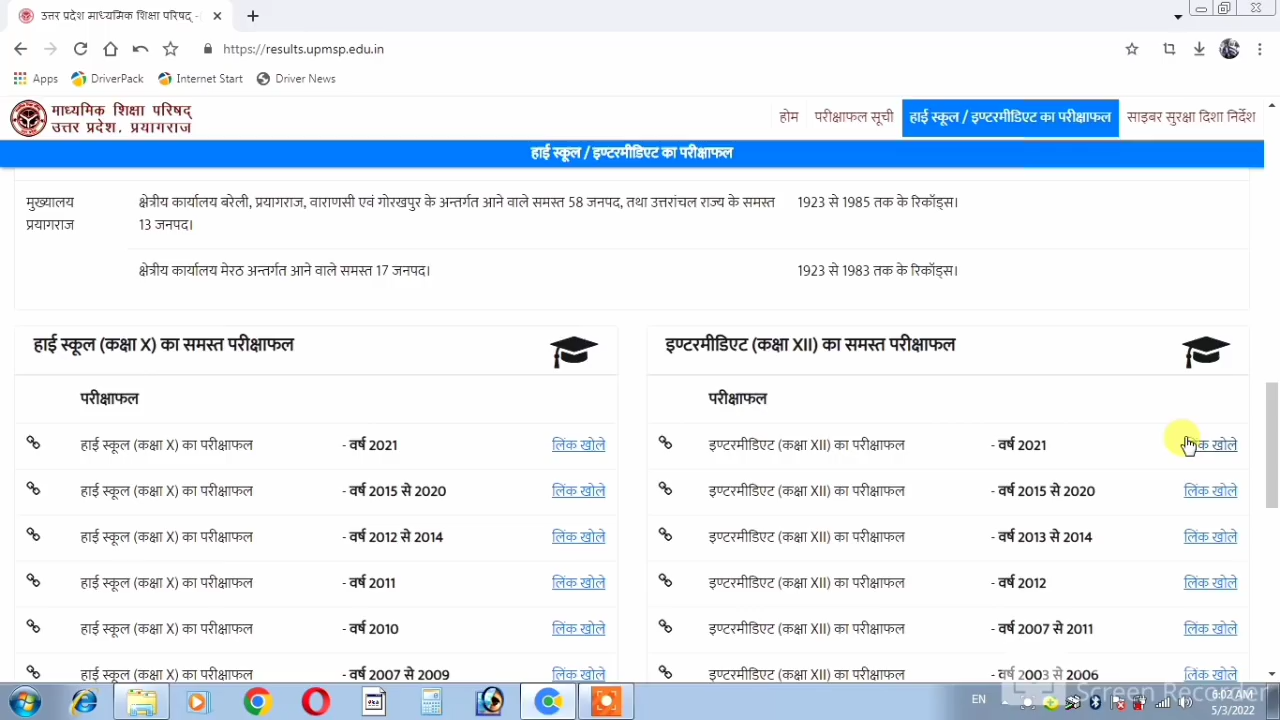 उत्तर प्रदेश माध्यमिक शिक्षा परिषद् -
https://results.upmsp.edu.in
Apps DriverPack Internet Start Driver News
माध्यमिक शिक्षा परिषद्
उत्तर प्रदेश, प्रयागराज
होम परीक्षाफल सूची हाई स्कूल / इण्टरमीडिएट का परीक्षाफल साइबर सुरक्षा दिशा निर्देश
हाई स्कूल / इण्टरमीडिएट का परीक्षाफल
मुख्यालय क्षेत्रीय कार्यालय बरेली, प्रयागराज, वाराणसी एवं गोरखपुर के अन्तर्गत आने वाले समस्त 58 जनपद, तथा उत्तरांचल राज्य के समस्त 1923 से 1985 तक के रिकॉड्स।
प्रयागराज 13 जनपद।
क्षेत्रीय कार्यालय मेरठ अन्तर्गत आने वाले समस्त 17 जनपद। 1923 से 1983 तक के रिकॉड्स।
हाई स्कूल (कक्षा X) का समस्त परीक्षाफल
परीक्षाफल
हाई स्कूल (कक्षा X) का परीक्षाफल - वर्ष 2021 लिंक खोले
हाई स्कूल (कक्षा X) का परीक्षाफल - वर्ष 2015 से 2020 लिंक खोले
हाई स्कूल (कक्षा X) का परीक्षाफल - वर्ष 2012 से 2014 लिंक खोले
हाई स्कूल (कक्षा X) का परीक्षाफल - वर्ष 2011 लिंक खोले
हाई स्कूल (कक्षा X) का परीक्षाफल - वर्ष 2010 लिंक खोले
हाई स्कूल (कक्षा X) का परीक्षाफल - वर्ष 2007 से 2009 लिंक खोले
इण्टरमीडिएट (कक्षा XII) का समस्त परीक्षाफल
परीक्षाफल
इण्टरमीडिएट (कक्षा XII) का परीक्षाफल - वर्ष 2021 खोले
इण्टरमीडिएट (कक्षा XII) का परीक्षाफल - वर्ष 2015 से 2020 लिंक खोले
इण्टरमीडिएट (कक्षा XII) का परीक्षाफल - वर्ष 2013 से 2014 लिंक खोले
इण्टरमीडिएट (कक्षा XII) का परीक्षाफल - वर्ष 2012 लिंक खोले
इण्टरमीडिएट (कक्षा XII) का परीक्षाफल - वर्ष 2007 से 2011 लिंक खोले
इण्टरमीडिएट (कक्षा XII) का परीक्षाफल - वर्ष 2003 से 2006 लिंक खोले
Screen Recorder
EN 6:02 AM
5/3/2022